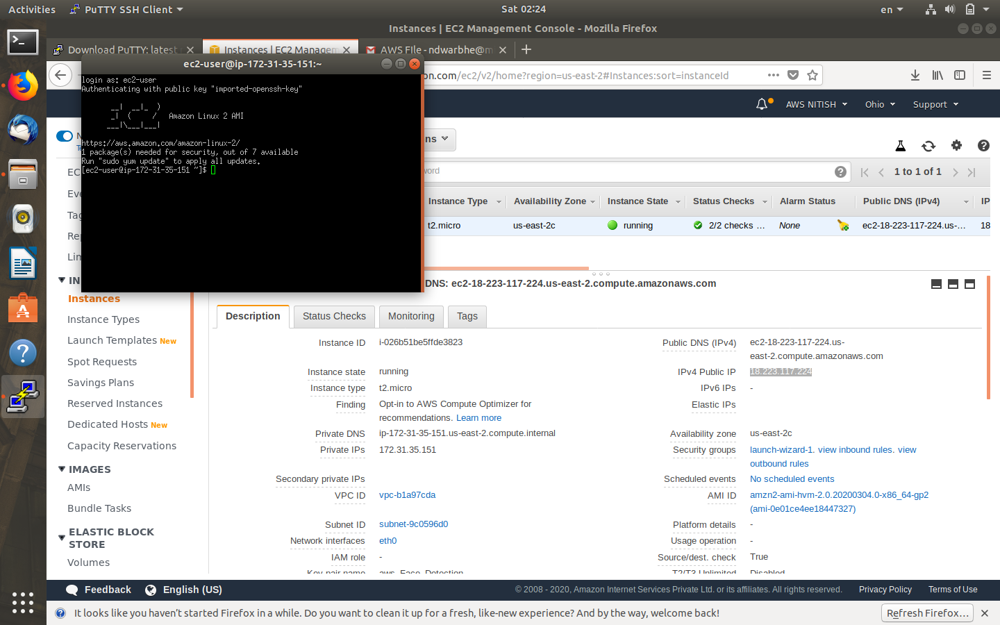 Activities
PuTTY SSH Client
Sat 02:24
en
Instances | EC2 Management Console - Mozilla Firefox
Download PuTTY: latest
Instances | EC2 Managem
AWS FIle - ndwarbhe@m
ec2-user@ip-172-31-35-151:~
on.com/ec2/v2/home?region=us-east-2#Instances:sort=instanceId
login as: ec2-user
Authenticating with public key "imported-openssh-key"
__|  __|_  )
_|  (     /   Amazon Linux 2 AMI
___|\___|___|
https://aws.amazon.com/amazon-linux-2/
1 package(s) needed for security, out of 7 available
Run "sudo yum update" to apply all updates.
[ec2-user@ip-172-31-35-151 ~]$
AWS NITISH
Ohio
Support
ns
word
1 to 1 of 1
Instance Type
Availability Zone
Instance State
Status Checks
Alarm Status
Public DNS (IPv4)
IP
t2.micro
us-east-2c
running
2/2 checks ...
None
ec2-18-223-117-224.us-...
18
DNS: ec2-18-223-117-224.us-east-2.compute.amazonaws.com
EC
Eve
Tag
Rep
Lim
IN
Instances
Instance Types
Launch Templates New
Spot Requests
Savings Plans
Reserved Instances
Dedicated Hosts New
Capacity Reservations
IMAGES
AMIs
Bundle Tasks
ELASTIC BLOCK
STORE
Volumes
Description
Status Checks
Monitoring
Tags
Instance ID i-026b51be5ffde3823
Instance state running
Instance type t2.micro
Finding Opt-in to AWS Compute Optimizer for
recommendations. Learn more
Private DNS ip-172-31-35-151.us-east-2.compute.internal
Private IPs 172.31.35.151
Secondary private IPs
VPC ID vpc-b1a97cda
Subnet ID subnet-9c0596d0
Network interfaces eth0
IAM role -
Key pair name aws_Face_Detection
Public DNS (IPv4) ec2-18-223-117-224.us-
east-2.compute.amazonaws.com
IPv4 Public IP 18.223.117.224
IPv6 IPs -
Elastic IPs
Availability zone us-east-2c
Security groups launch-wizard-1. view inbound rules. view
outbound rules
Scheduled events No scheduled events
AMI ID amzn2-ami-hvm-2.0.20200304.0-x86_64-gp2
(ami-0e01ce4ee18447327)
Platform details -
Usage operation -
Source/dest. check True
T2/T3 Unlimited Disabled
Feedback
English (US)
© 2008 - 2020, Amazon Internet Services Private Ltd. or its affiliates. All rights reserved.
Privacy Policy
Terms of Use
It looks like you haven't started Firefox in a while. Do you want to clean it up for a fresh, like-new experience? And by the way, welcome back!
Refresh Firefox...